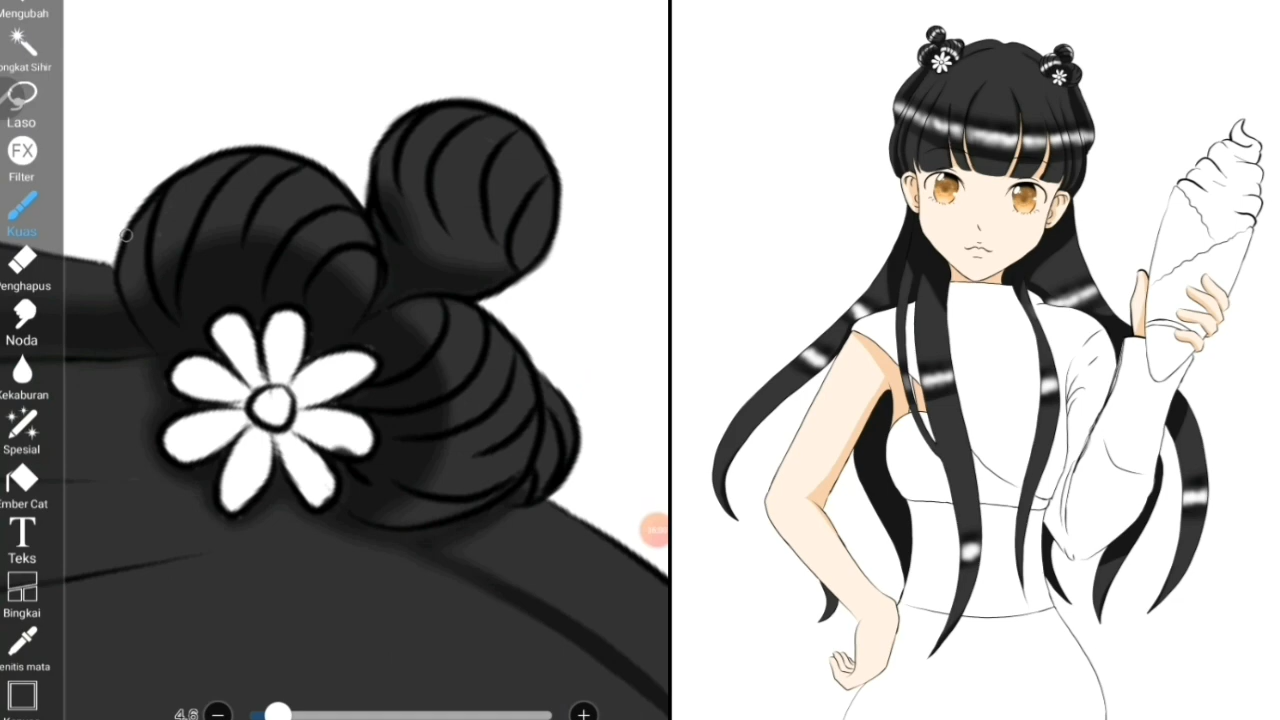 Mengubah
ongkat Sihir
Laso
FX
Filter
Kuas
Penghapus
Noda
Kekaburan
Spesial
Ember Cat
T
Teks
Bingkai
enitis mata
4.6